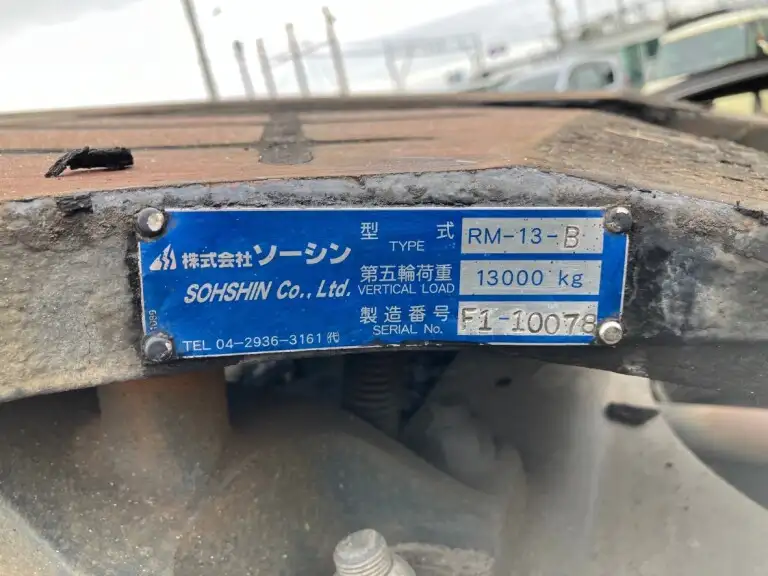 株式会社ソーシン
SOHSHIN Co., Ltd.
TEL 04-2936-3161 ㈹
型式 RM-13-B
TYPE
第五輪荷重 13000 kg
VERTICAL LOAD
製造番号 F1-10078
SERIAL No.